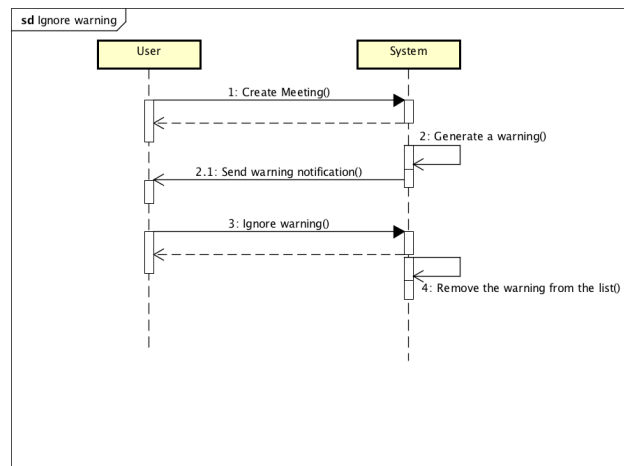 sd Ignore warning
User
System
1: Create Meeting()
2: Generate a warning()
2.1: Send warning notification()
3: Ignore warning()
4: Remove the warning from the list()